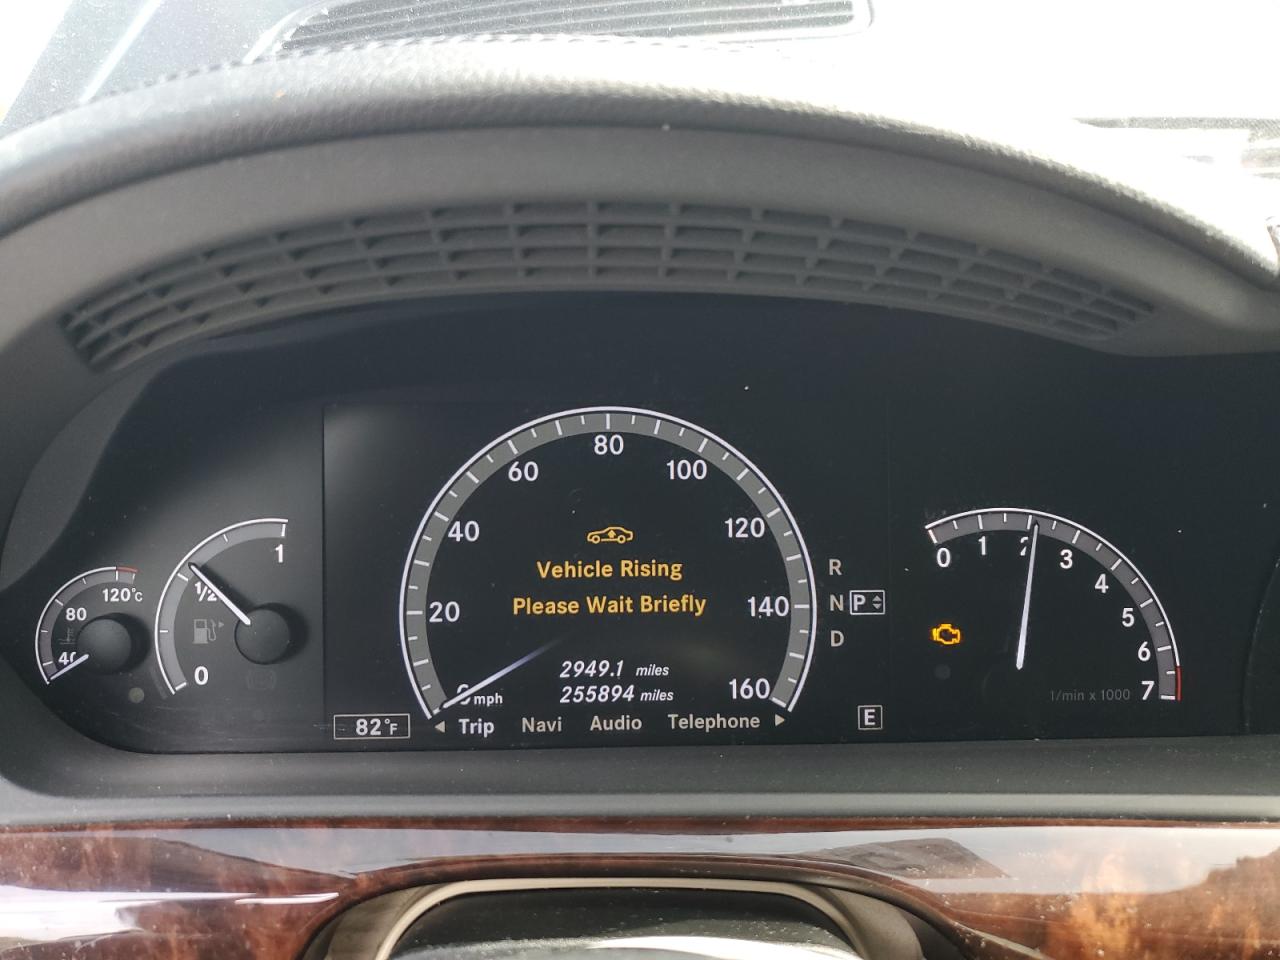 80
60
100
40
120
20
140
160
mph
Vehicle Rising
Please Wait Briefly
2949.1 miles
255894 miles
Trip Navi Audio Telephone
82°F
120°C
80
40
1
1/2
0
R
N P
D
E
0
1
2
3
4
5
6
7
1/min x 1000